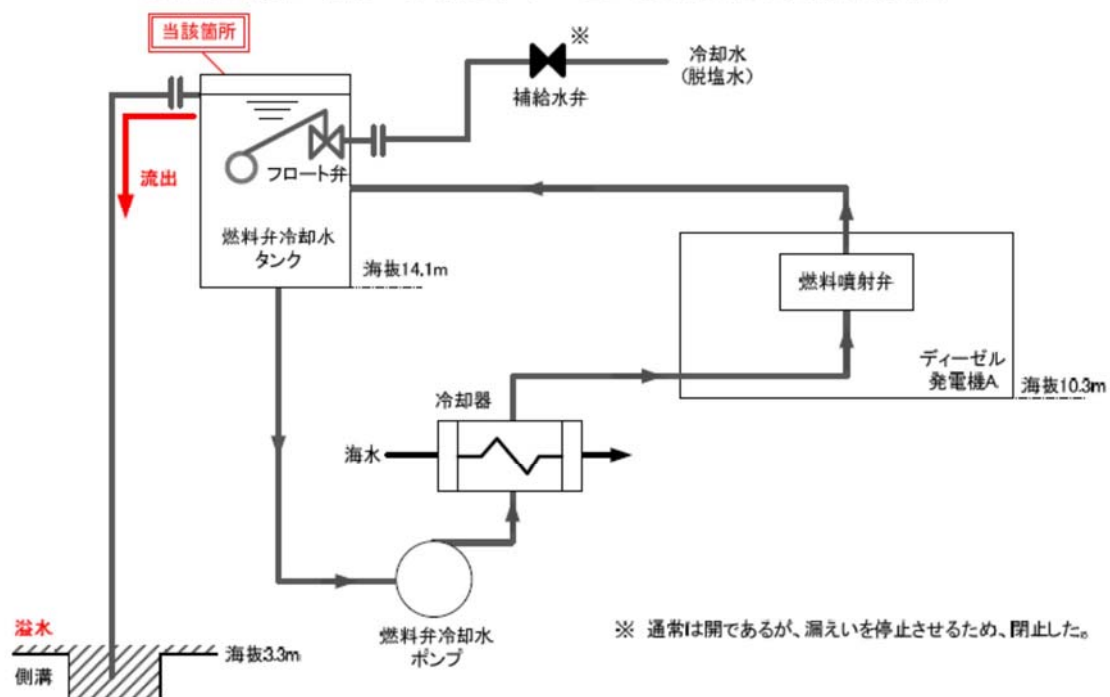 当該箇所
※
冷却水
（脱塩水）
補給水弁
流出
フロート弁
燃料弁冷却水
タンク
海抜14.1m
燃料噴射弁
ディーゼル
発電機A
海抜10.3m
冷却器
海水
燃料弁冷却水
ポンプ
溢水
側溝
海抜3.3m
※ 通常は開であるが、漏えいを停止させるため、閉止した。